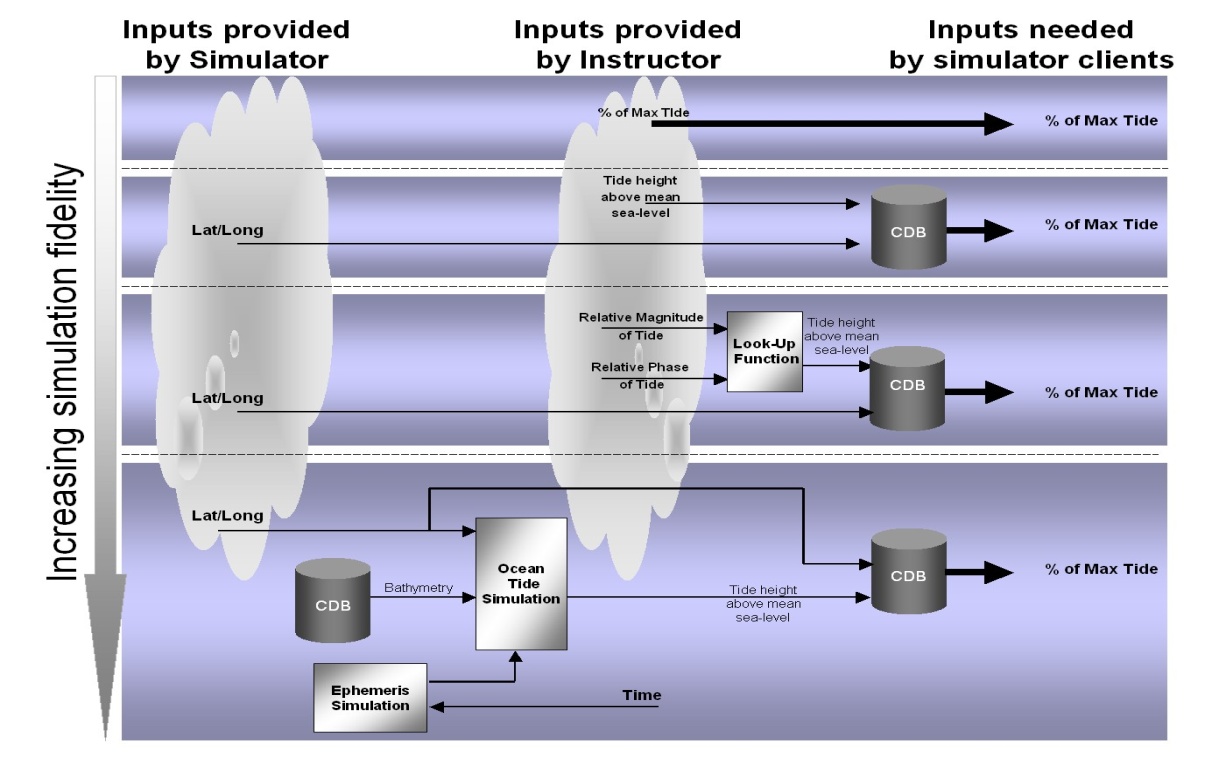 Inputs provided
by Simulator
Inputs provided
by Instructor
Inputs needed
by simulator clients
Increasing simulation fidelity
% of Max Tide
% of Max Tide
Tide height
above mean
sea-level
Lat/Long
CDB
% of Max Tide
Relative Magnitude
of Tide
Relative Phase
of Tide
Look-Up
Function
Tide height
above mean
sea-level
Lat/Long
CDB
% of Max Tide
Lat/Long
CDB
Bathymetry
Ocean
Tide
Simulation
Tide height
above mean
sea-level
CDB
% of Max Tide
Ephemeris
Simulation
Time